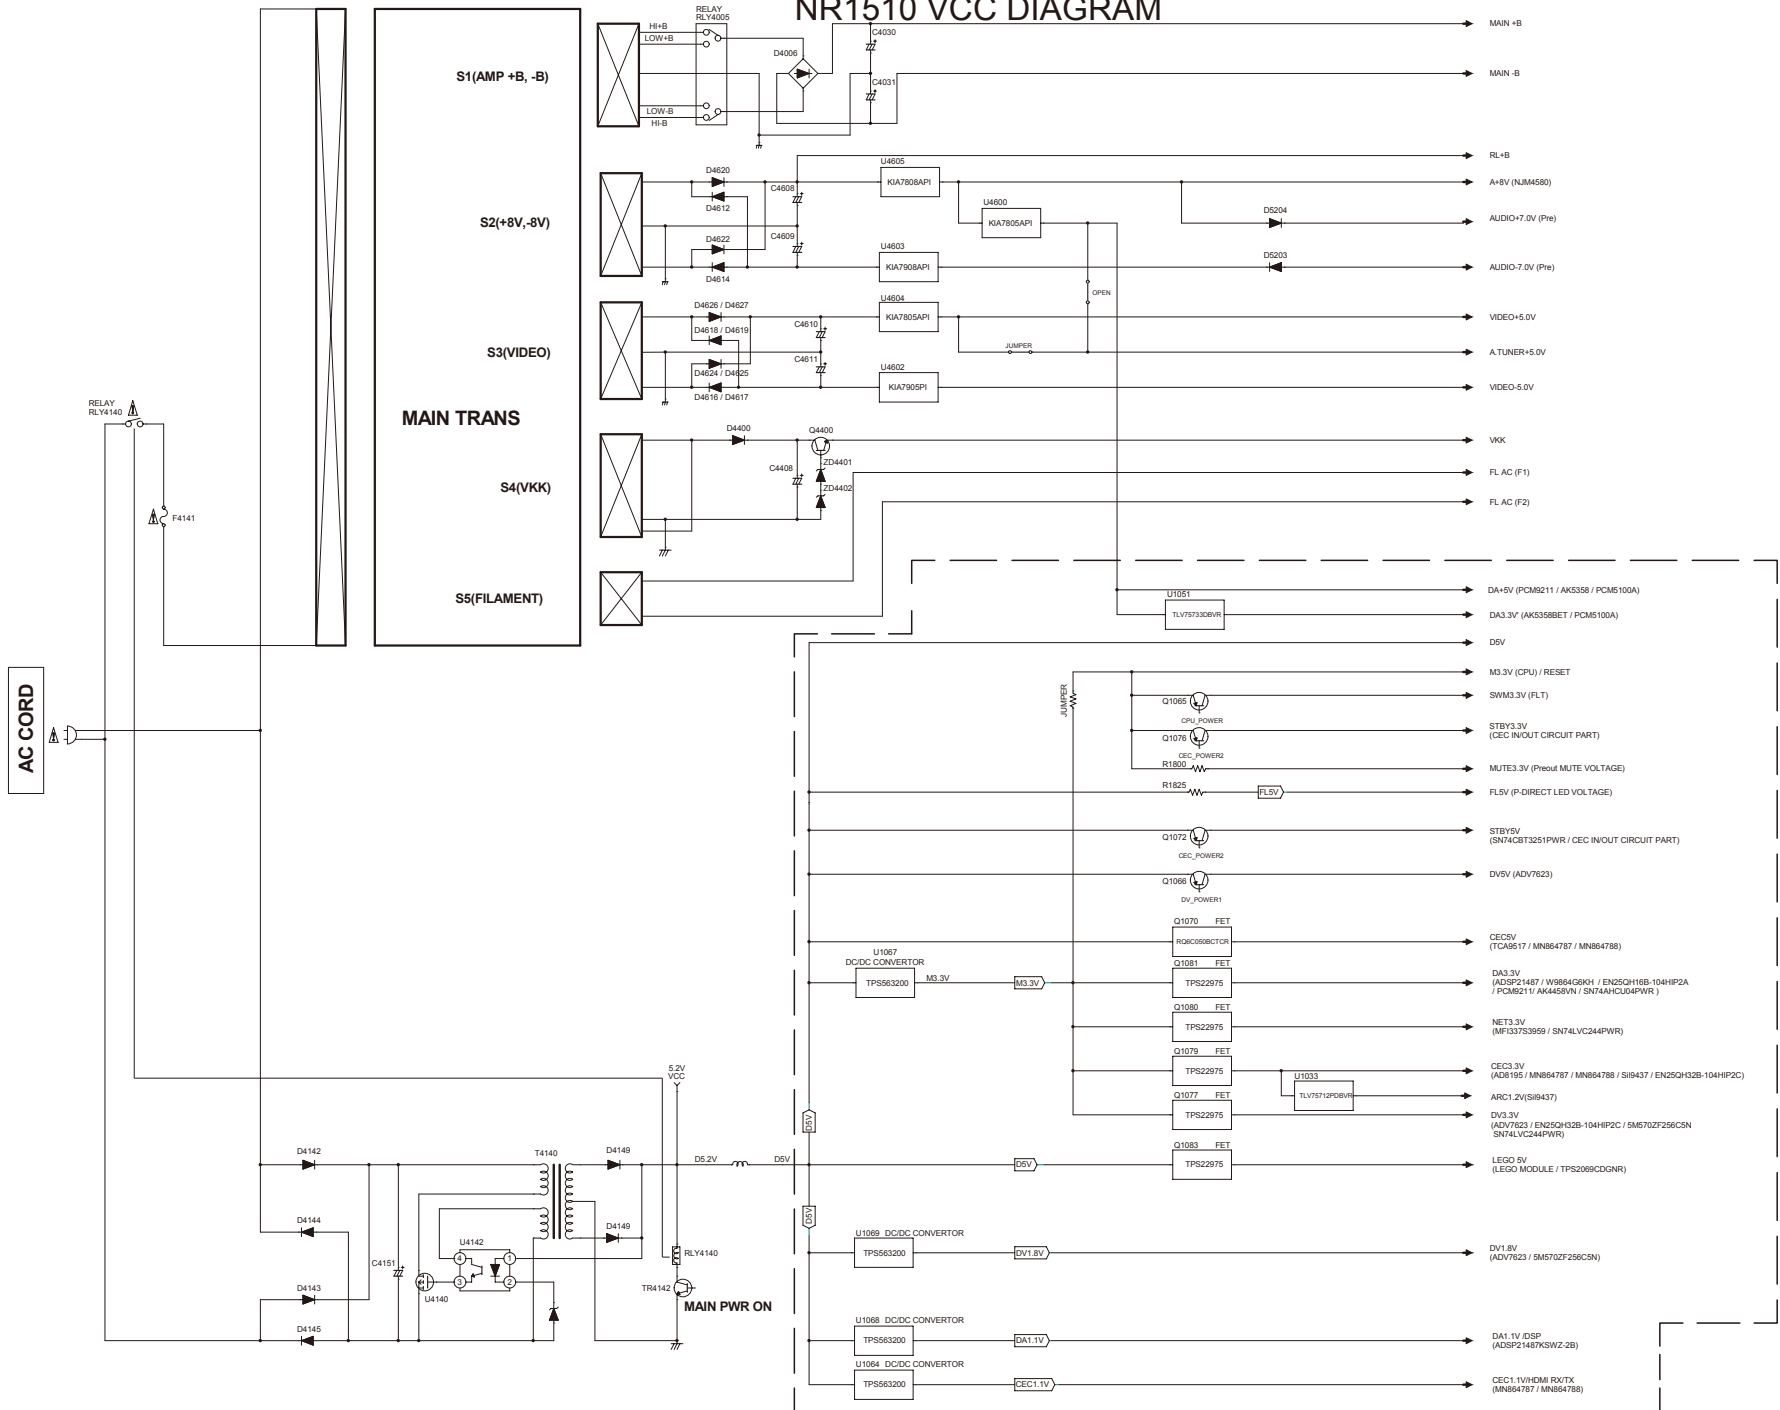 NR1510 VCC DIAGRAM
RELAY
RLY4005
HI+B
LOW+B
LOW-B
HI-B
D4006
C4030
C4031
MAIN +B
MAIN -B
S1(AMP +B, -B)
RL+B
D4620
D4612
C4608
U4605
KIA7808API
A+8V (NJM4580)
U4600
KIA7805API
D5204
AUDIO+7.0V (Pre)
S2(+8V,-8V)
D4622
D4614
C4609
U4603
KIA7908API
D5203
AUDIO-7.0V (Pre)
OPEN
D4626 / D4627
D4618 / D4619
C4610
U4604
KIA7805API
VIDEO+5.0V
S3(VIDEO)
JUMPER
A.TUNER+5.0V
C4611
D4624 / D4625
D4616 / D4617
U4602
KIA7905PI
VIDEO-5.0V
MAIN TRANS
RELAY
RLY4140
F4141
D4400
Q4400
VKK
C4408
ZD4401
ZD4402
FL AC (F1)
S4(VKK)
FL AC (F2)
S5(FILAMENT)
DA+5V (PCM9211 / AK5358 / PCM5100A)
U1051
TLV75733DBVR
DA3.3V' (AK5358BET / PCM5100A)
D5V
AC CORD
JUMPER
M3.3V (CPU) / RESET
Q1065
CPU_POWER
SWM3.3V (FLT)
Q1076
CEC_POWER2
STBY3.3V
(CEC IN/OUT CIRCUIT PART)
R1800
MUTE3.3V (Preout MUTE VOLTAGE)
R1825
FL5V
FL5V (P-DIRECT LED VOLTAGE)
Q1072
CEC_POWER2
STBY5V
(SN74CBT3251PWR / CEC IN/OUT CIRCUIT PART)
Q1066
DV_POWER1
DV5V (ADV7623)
Q1070 FET
RQ6C050BCTCR
CEC5V
(TCA9517 / MN864787 / MN864788)
U1067
DC/DC CONVERTOR
TPS563200
M3.3V
M3.3V
Q1081 FET
TPS22975
DA3.3V
(ADSP21487 / W9864G6KH / EN25QH16B-104HIP2A
/ PCM9211/ AK4458VN / SN74AHCU04PWR )
Q1080 FET
TPS22975
NET3.3V
(MFI337S3959 / SN74LVC244PWR)
Q1079 FET
TPS22975
CEC3.3V
(AD8195 / MN864787 / MN864788 / SiI9437 / EN25QH32B-104HIP2C)
U1033
TLV75712PDBVR
ARC1.2V(SiI9437)
Q1077 FET
TPS22975
DV3.3V
(ADV7623 / EN25QH32B-104HIP2C / 5M570ZF256C5N
SN74LVC244PWR)
5.2V
VCC
D5V
D4142
T4140
D4149
D5.2V
D5V
D5V
Q1083 FET
TPS22975
LEGO 5V
(LEGO MODULE / TPS2069CDGNR)
D5V
D4144
D4149
U4142
4
1
3
2
C4151
U4140
D4143
D4145
RLY4140
TR4142
MAIN PWR ON
U1069 DC/DC CONVERTOR
TPS563200
DV1.8V
DV1.8V
(ADV7623 / 5M570ZF256C5N)
U1068 DC/DC CONVERTOR
TPS563200
DA1.1V
DA1.1V /DSP
(ADSP21487KSWZ-2B)
U1064 DC/DC CONVERTOR
TPS563200
CEC1.1V
CEC1.1V/HDMI RX/TX
(MN864787 / MN864788)